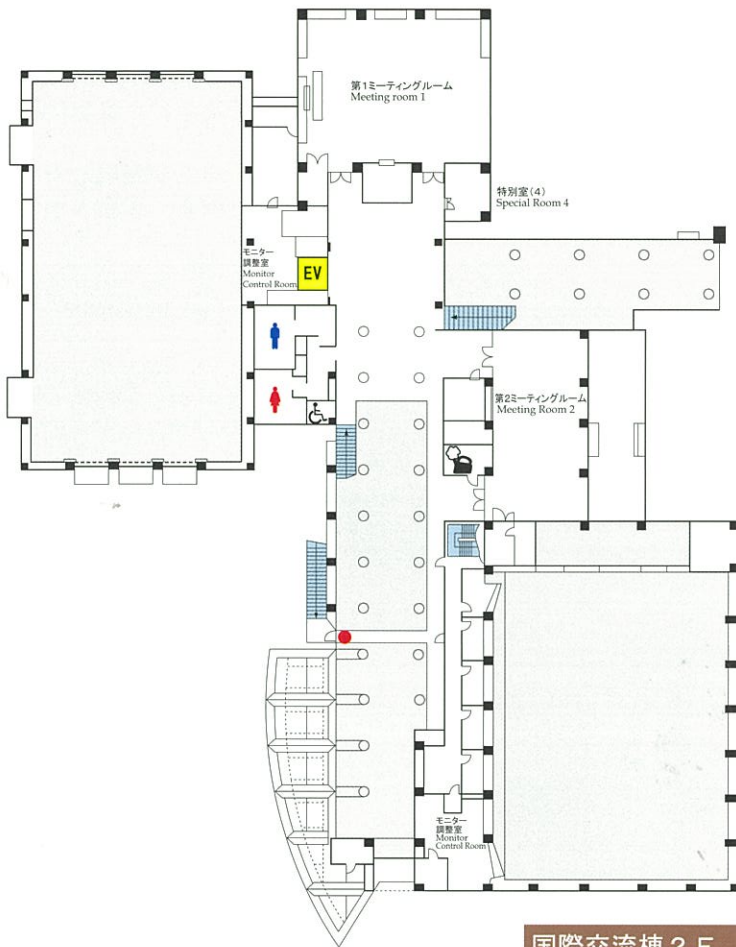 第1ミーティングルーム
Meeting room 1
特別室(4)
Special Room 4
モニター
調整室
Monitor
Control Room
EV
第2ミーティングルーム
Meeting Room 2
モニター
調整室
Monitor
Control Room
国際交流棟2F